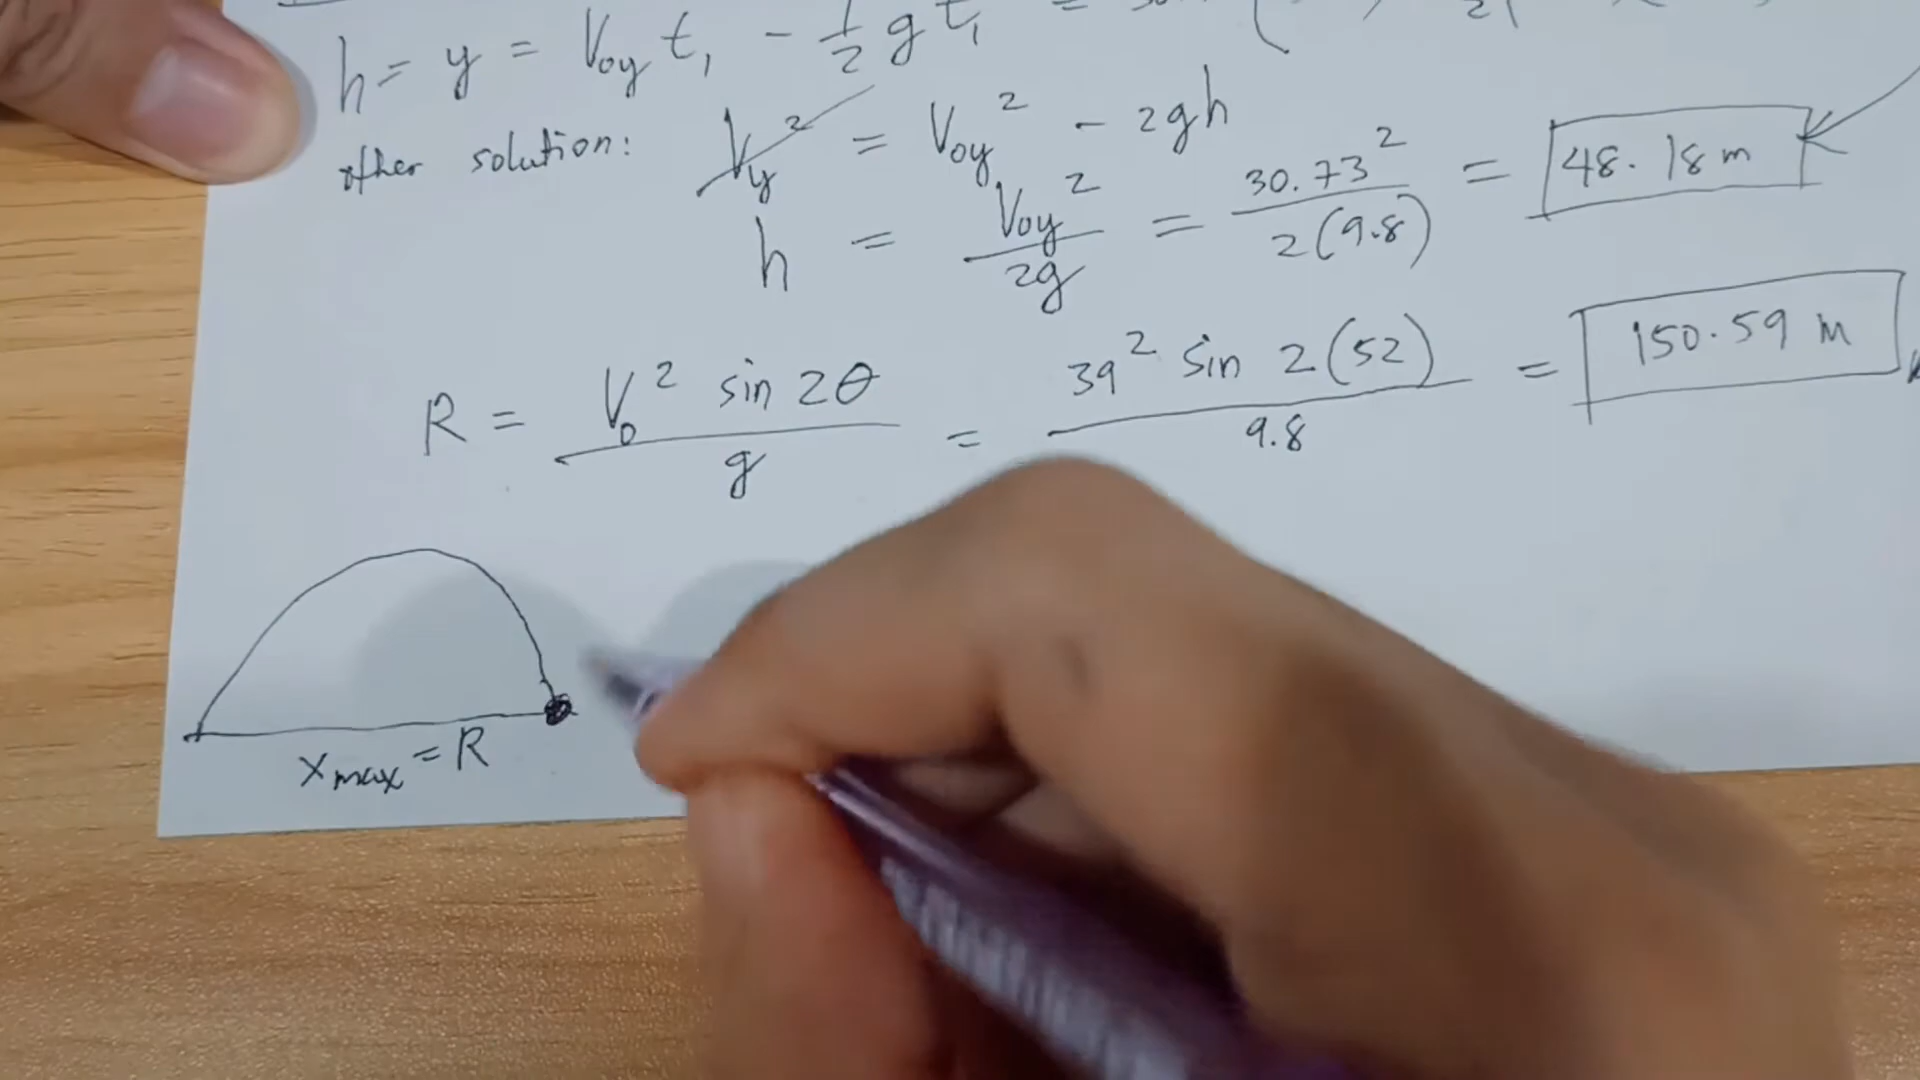 h = y = V₀y t₁ - 1/2 g t₁ =
other solution: Vy² = V₀y² - 2gh
h = V₀y²/2g = 30.73²/2(9.8) = 48.18 m
R = V₀² sin 2θ/g = 39² sin 2(52)/9.8 = 150.59 m
xmax = R